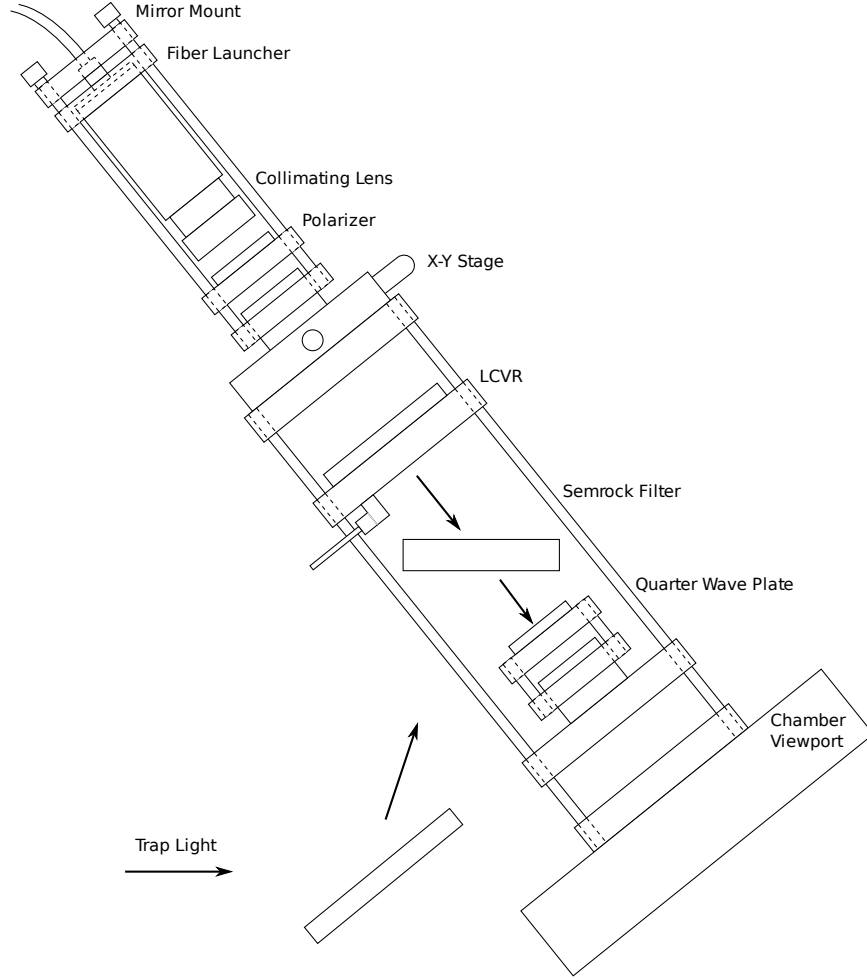 Mirror Mount
Fiber Launcher
Collimating Lens
Polarizer
X-Y Stage
LCVR
Semrock Filter
Quarter Wave Plate
Chamber
Viewport
Trap Light